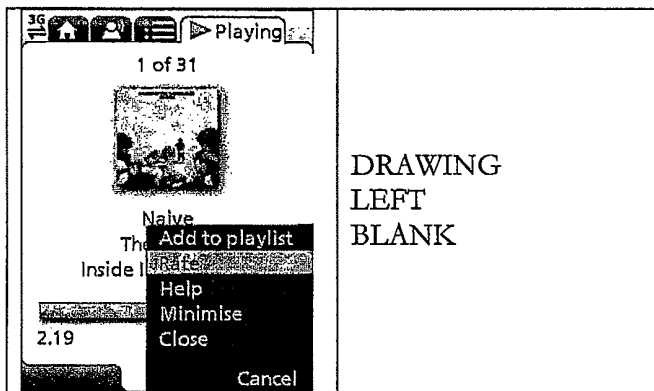 3G
Playing
1 of 31
Naive
The
Inside I
Add to playlist
Rate
Help
Minimise
Close
2.19
Cancel
DRAWING
LEFT
BLANK